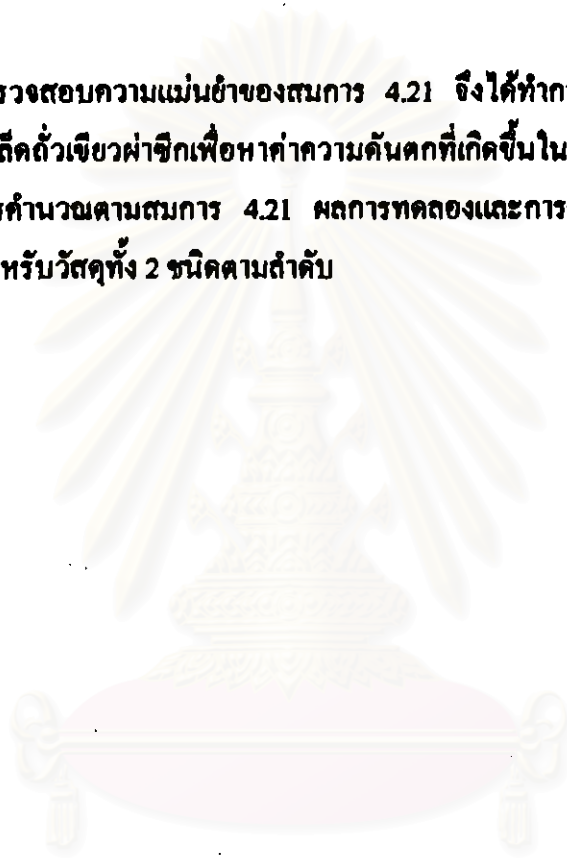 รวจสอบความแม่นยำของสมการ 4.21 จึงได้ทำกา
ล็ดถั่วเขียวผ่าซีกเพื่อหาค่าความดันตกที่เกิดขึ้นใน
รคำนวณตามสมการ 4.21 ผลการทดลองและการ
หรับวัสดุทั้ง 2 ชนิดตามลำดับ